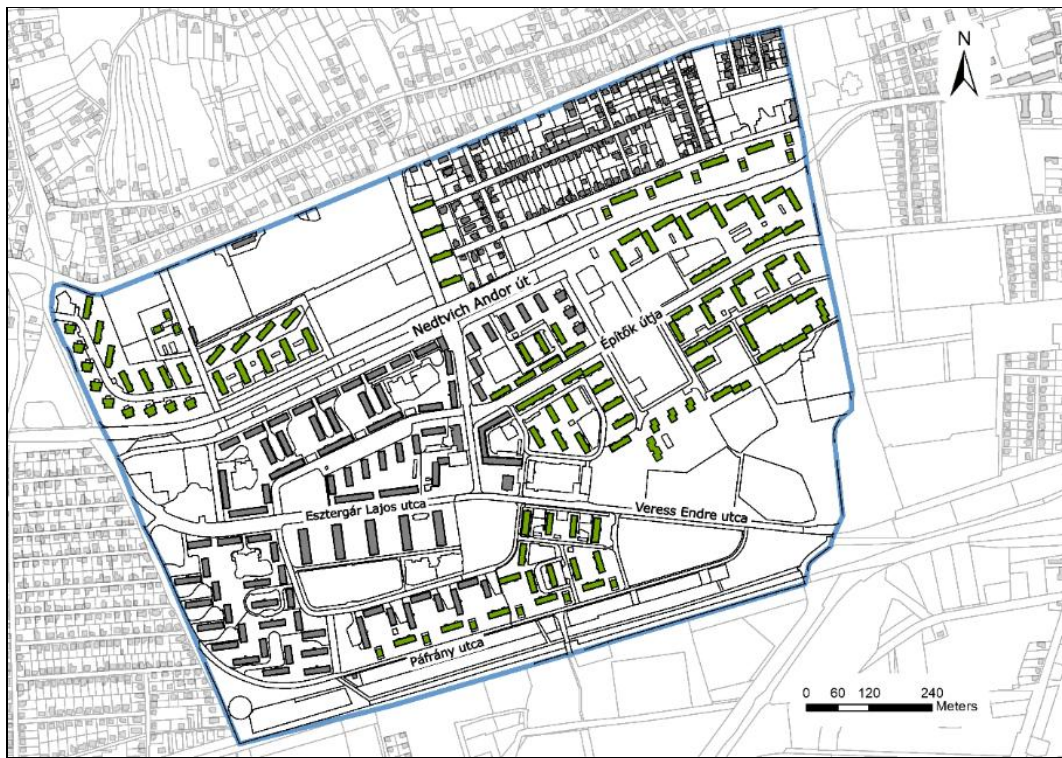 N
Nedtvich Andor út
Építők útja
Esztergár Lajos utca
Veress Endre utca
Páfrány utca
0 60 120 240
Meters